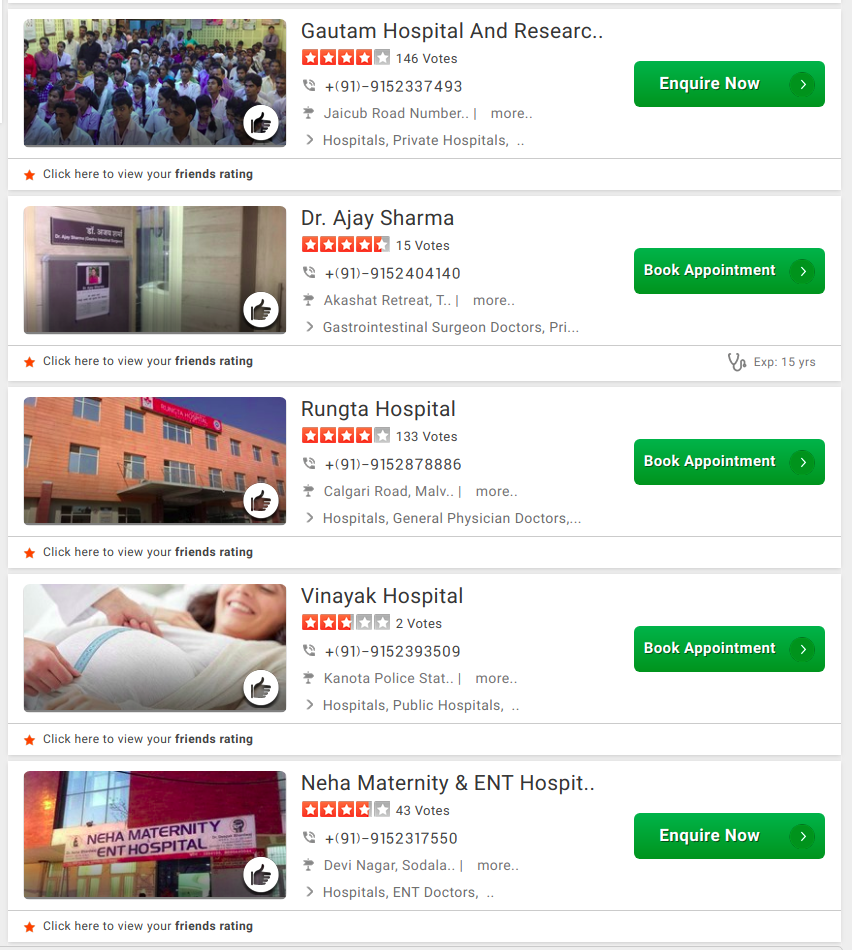 Gautam Hospital And Researc..
146 Votes
+(91)-9152337493
Enquire Now
Jaicub Road Number.. | more..
Hospitals, Private Hospitals, ..
Click here to view your friends rating
डॉ. अजय शर्मा
Dr. Ajay Sharma
15 Votes
+(91)-9152404140
Book Appointment
Akashat Retreat, T.. | more..
Gastrointestinal Surgeon Doctors, Pri...
Click here to view your friends rating
Exp: 15 yrs
RUNGTA HOSPITAL
Rungta Hospital
133 Votes
+(91)-9152878886
Book Appointment
Calgari Road, Malv.. | more..
Hospitals, General Physician Doctors,...
Click here to view your friends rating
Vinayak Hospital
2 Votes
+(91)-9152393509
Book Appointment
Kanota Police Stat.. | more..
Hospitals, Public Hospitals, ..
Click here to view your friends rating
NEHA MATERNITY
ENT HOSPITAL
Neha Maternity & ENT Hospit..
43 Votes
+(91)-9152317550
Enquire Now
Devi Nagar, Sodala.. | more..
Hospitals, ENT Doctors, ..
Click here to view your friends rating